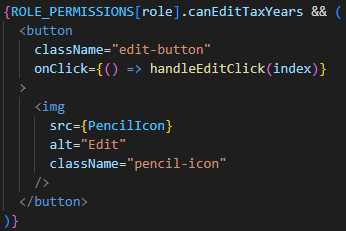 {ROLE_PERMISSIONS[role].canEditTaxYears && (
  <button
    className="edit-button"
    onClick={() => handleEditClick(index)}
  >
    <img
      src={PencilIcon}
      alt="Edit"
      className="pencil-icon"
    />
  </button>
)}